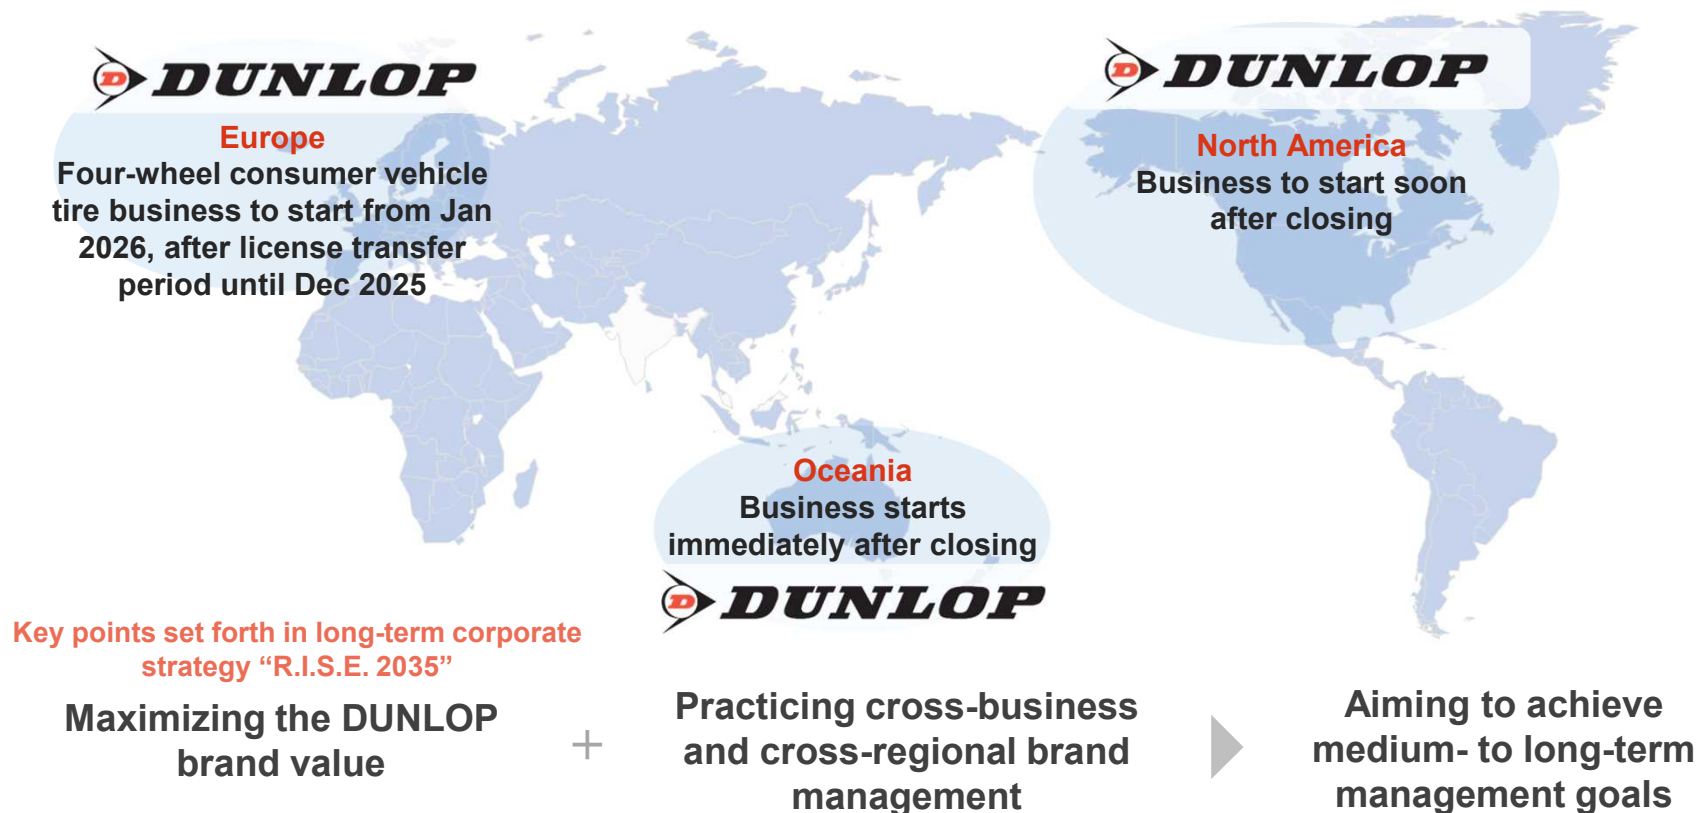 DUNLOP
Europe
Four-wheel consumer vehicle
tire business to start from Jan
2026, after license transfer
period until Dec 2025
DUNLOP
North America
Business to start soon
after closing
Oceania
Business starts
immediately after closing
DUNLOP
Key points set forth in long-term corporate
strategy “R.I.S.E. 2035”
Maximizing the DUNLOP
brand value
+
Practicing cross-business
and cross-regional brand
management
Aiming to achieve
medium- to long-term
management goals